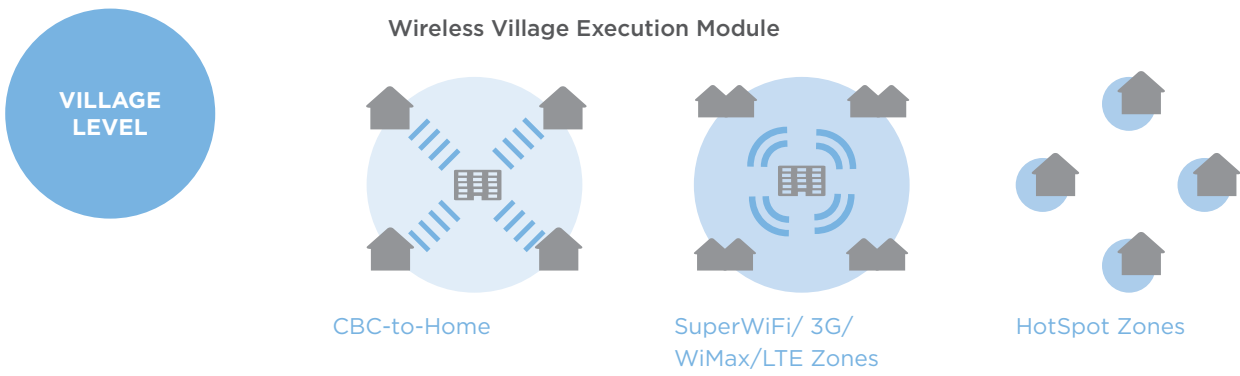 Wireless Village Execution Module
VILLAGE
LEVEL
CBC-to-Home
SuperWiFi/ 3G/
WiMax/LTE Zones
HotSpot Zones